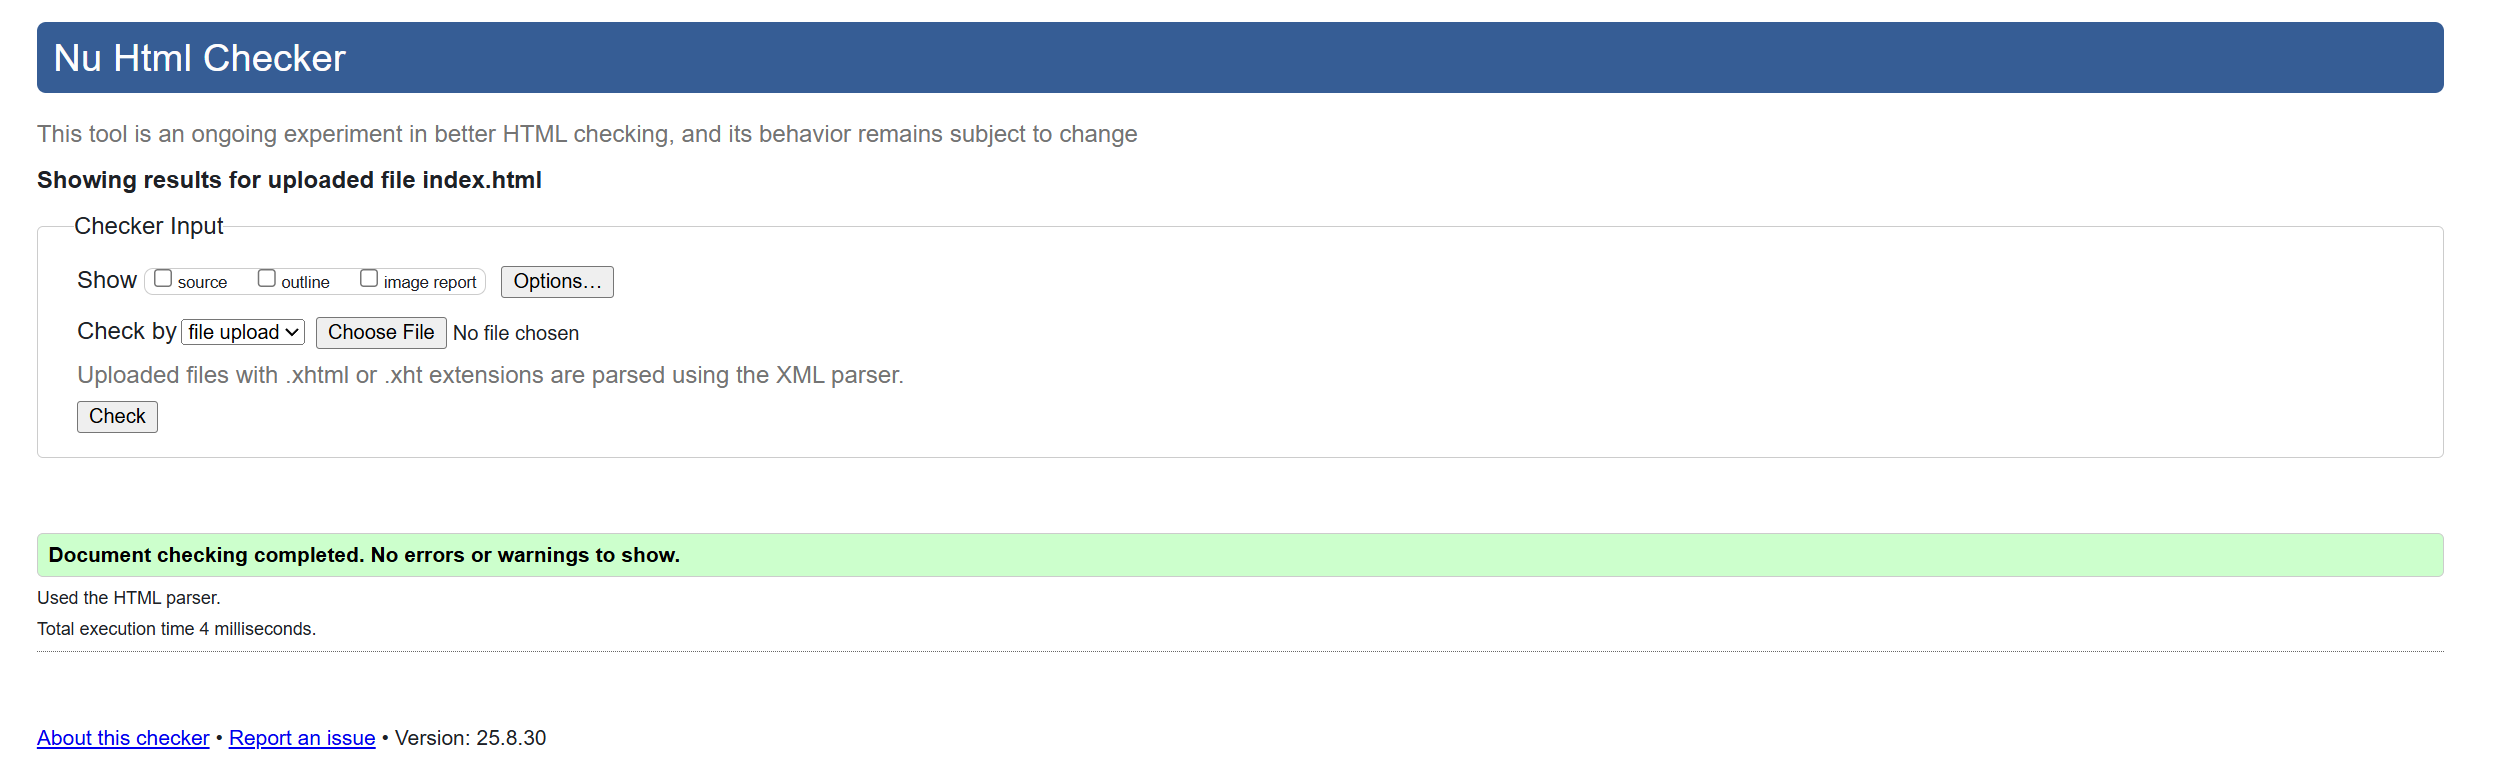 Nu Html Checker
This tool is an ongoing experiment in better HTML checking, and its behavior remains subject to change
Showing results for uploaded file index.html
Checker Input
Show source outline image report Options...
Check by file upload Choose File No file chosen
Uploaded files with .xhtml or .xht extensions are parsed using the XML parser.
Check
Document checking completed. No errors or warnings to show.
Used the HTML parser.
Total execution time 4 milliseconds.
About this checker • Report an issue • Version: 25.8.30